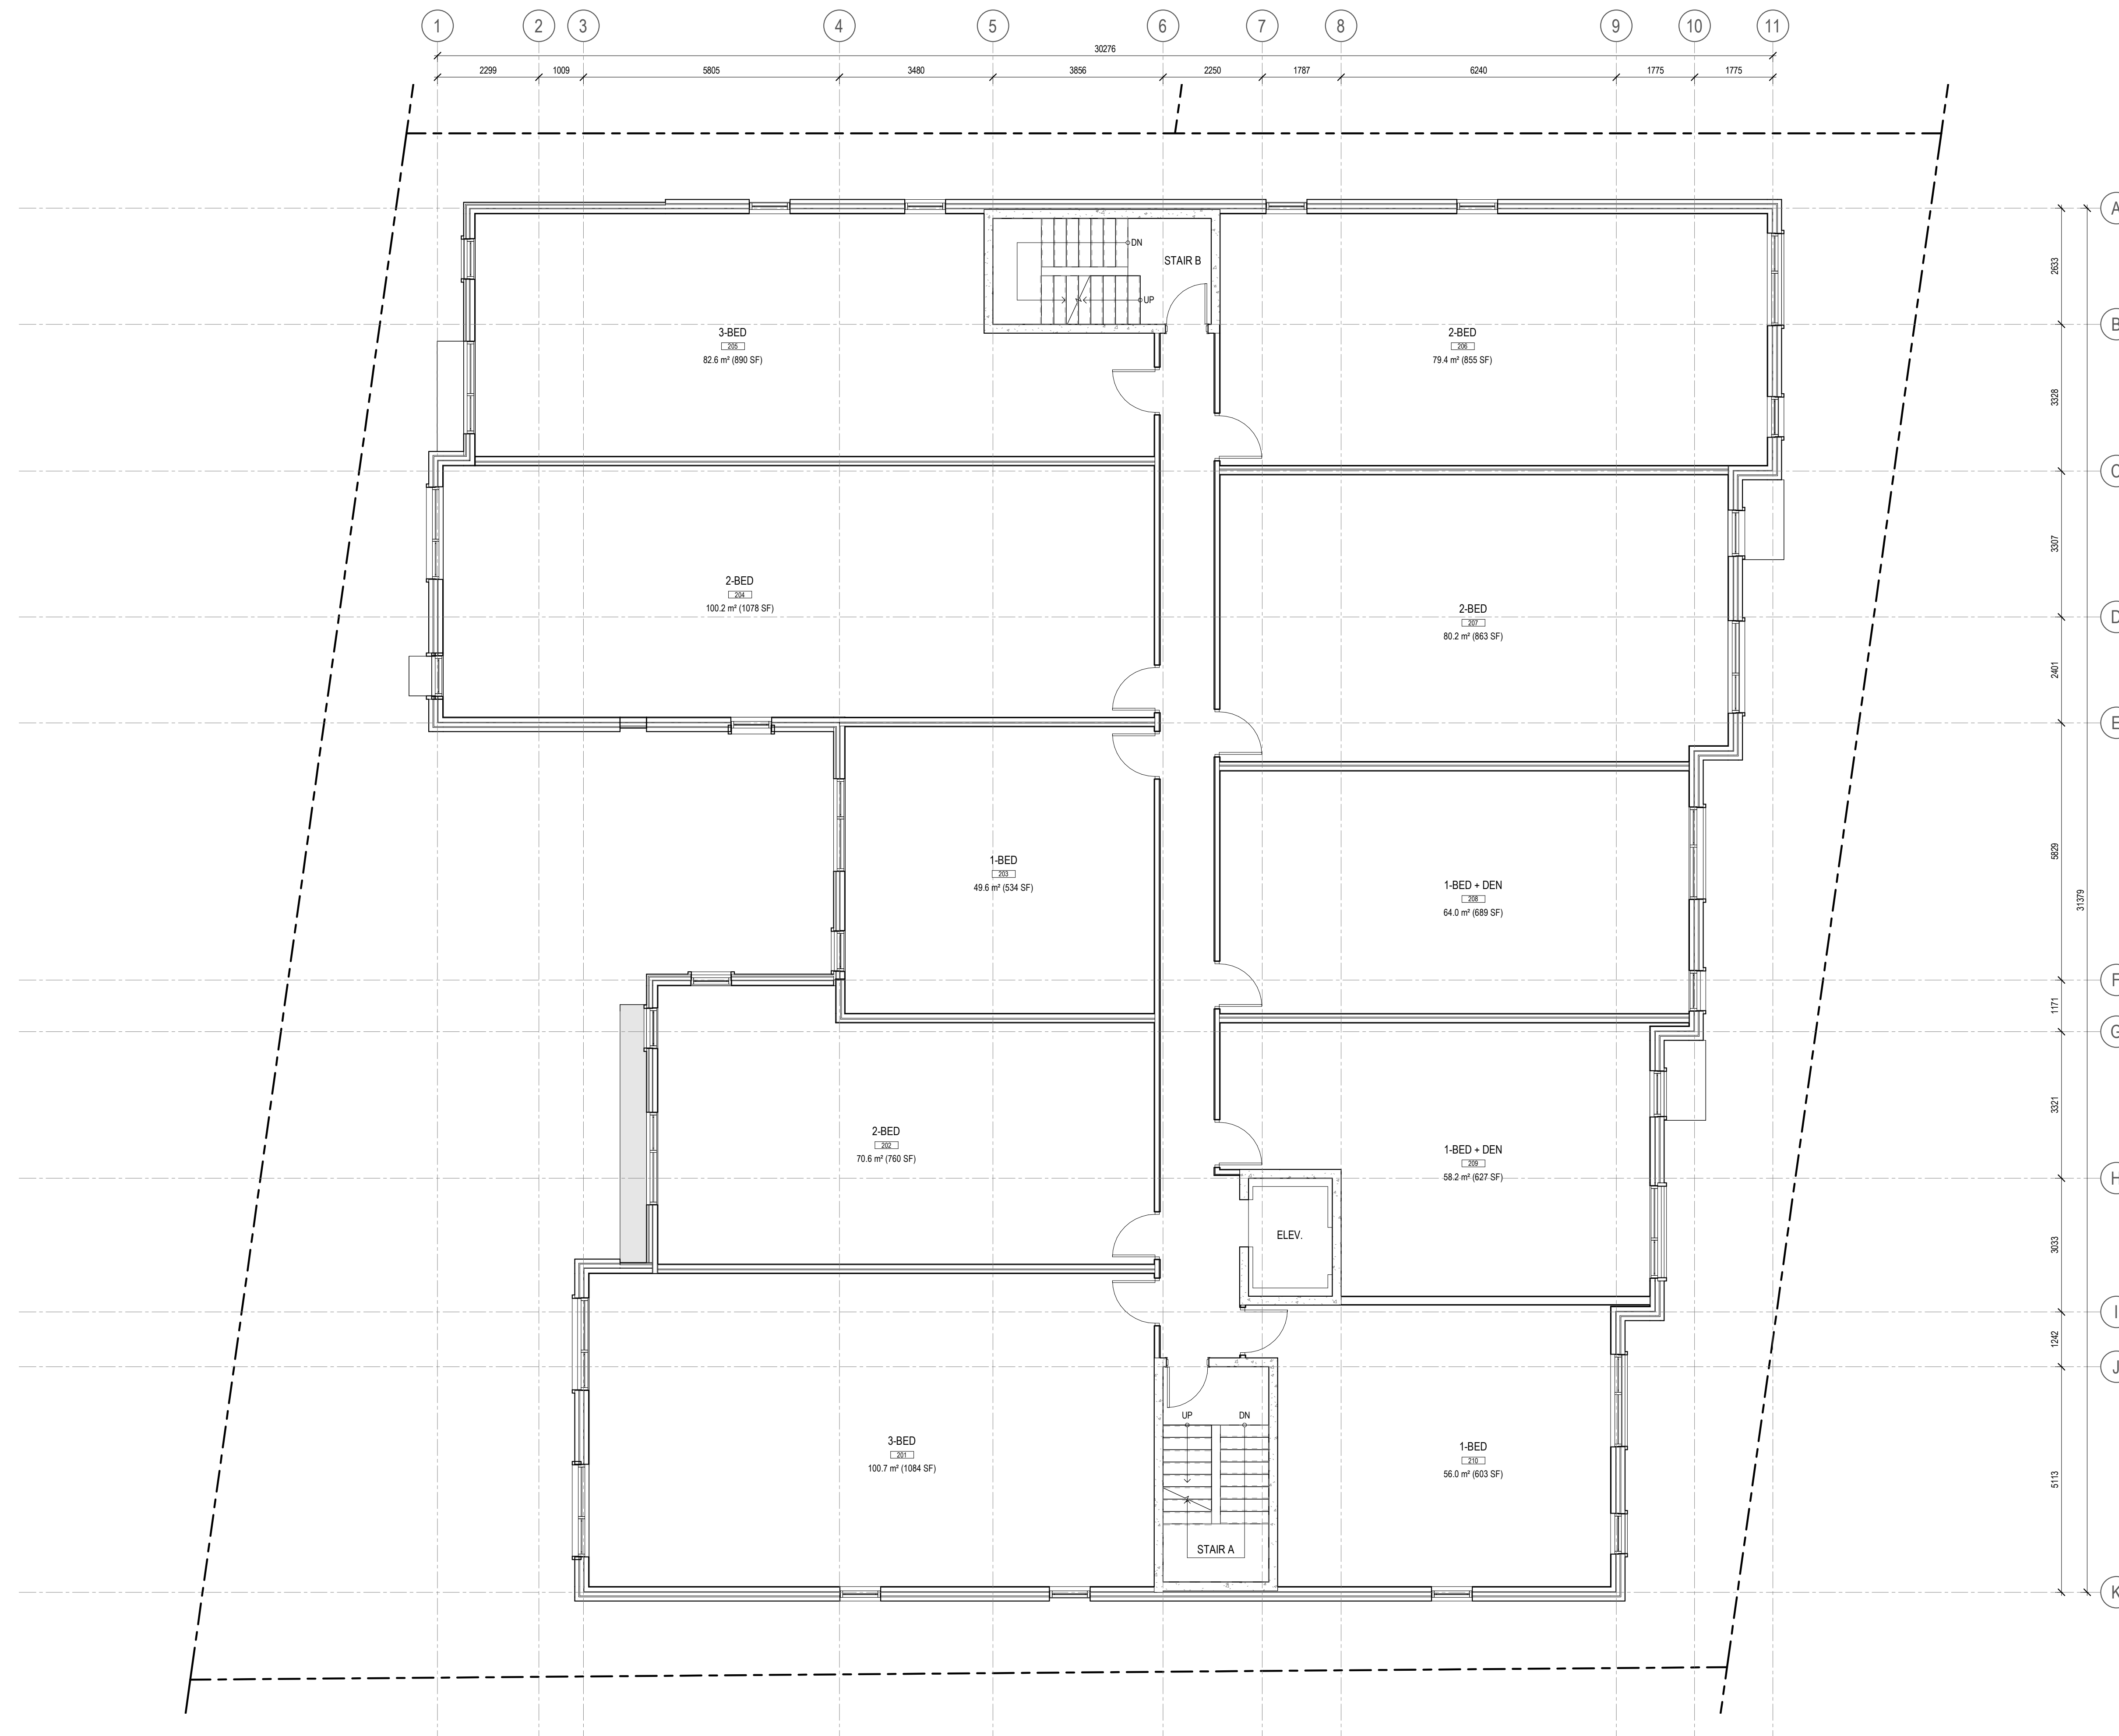 1 2 3 4 5 6 7 8 9 10 11
30276
2299 1009 5805 3480 3856 2250 1787 6240 1775 1775
A
DN
STAIR B
2633
UP
B
3-BED
205
82.6 m² (890 SF)
2-BED
206
79.4 m² (855 SF)
3328
C
3307
2-BED
204
100.2 m² (1078 SF)
2-BED
207
80.2 m² (863 SF)
D
2401
E
1-BED
203
49.6 m² (534 SF)
1-BED + DEN
208
64.0 m² (689 SF)
5829
31379
F
1171
G
2-BED
202
70.6 m² (760 SF)
1-BED + DEN
209
58.2 m² (627 SF)
3321
H
ELEV.
3033
I
1242
J
UP DN
3-BED
201
100.7 m² (1084 SF)
1-BED
210
56.0 m² (603 SF)
5113
STAIR A
K